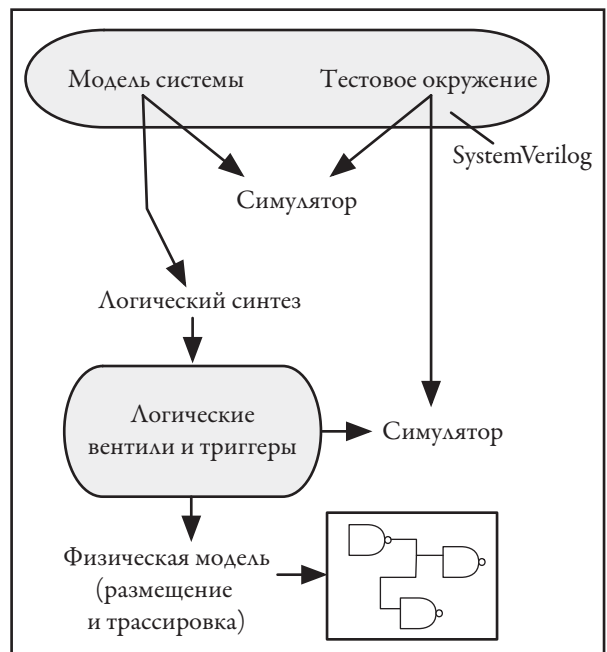 Модель системы
Тестовое окружение
SystemVerilog
Симулятор
Логический синтез
Логические
вентили и триггеры
Симулятор
Физическая модель
(размещение
и трассировка)